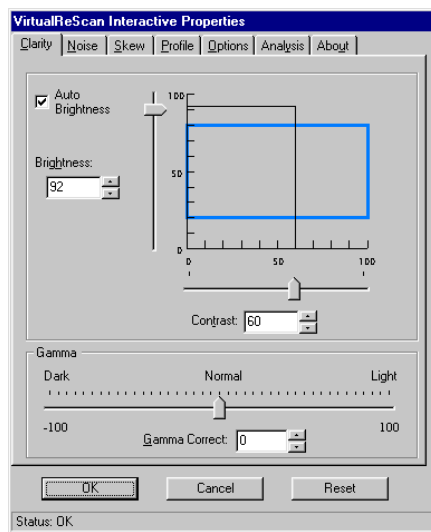 VirtualReScan Interactive Properties
Clarity Noise Skew Profile Options Analysis About
Auto
Brightness
Brightness:
92
100
50
0
0 50 100
Contrast: 60
Gamma
Dark Normal Light
-100 100
Gamma Correct: 0
OK Cancel Reset
Status: OK